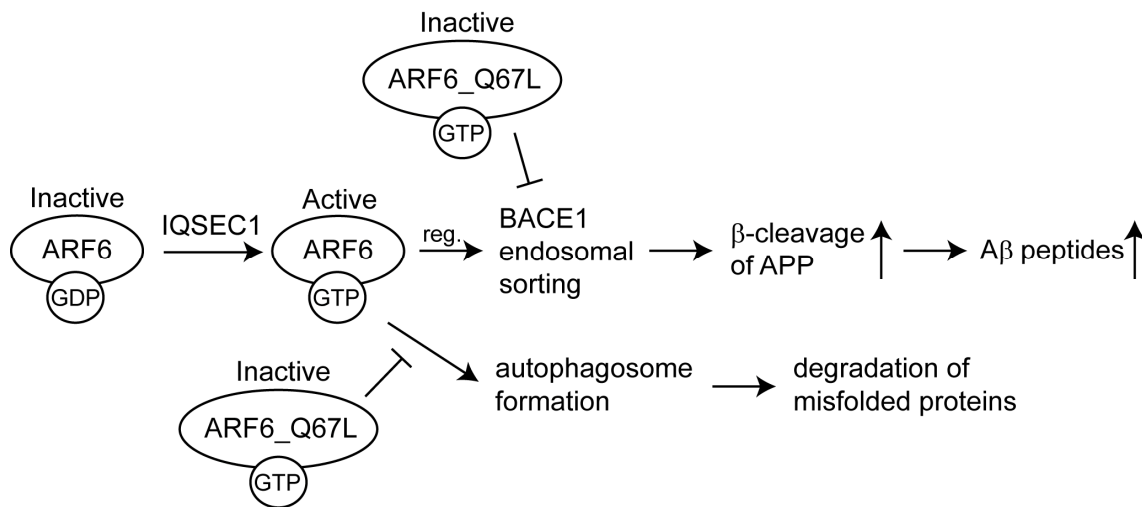 Inactive
ARF6_Q67L
GTP
Inactive
ARF6
GDP
IQSEC1
Active
ARF6
GTP
reg.
BACE1
endosomal
sorting
β-cleavage
of APP
Aβ peptides
Inactive
ARF6_Q67L
GTP
autophagosome
formation
degradation of
misfolded proteins